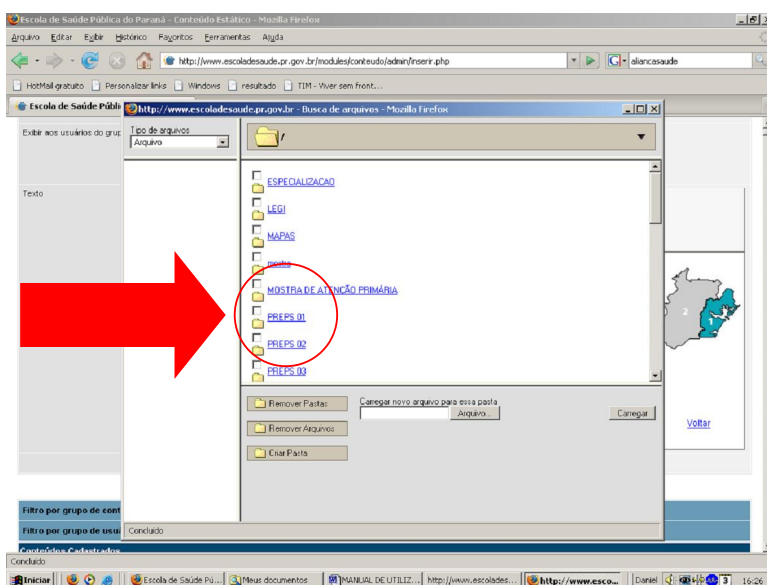 Escola de Saúde Pública do Paraná - Conteúdo Estático - Mozilla Firefox
Arquivo Editar Exibir Histórico Favoritos Ferramentas Ajuda
http://www.escoladesaude.pr.gov.br/modules/conteudo/admin/inserir.php
aliancasaude
HotMail gratuito Personalizar links Windows resultado TIM - Viver sem front...
Escola de Saúde Públi
http://www.escoladesaude.pr.gov.br - Busca de arquivos - Mozilla Firefox
Exibir aos usuários do grup
Tipo de arquivos
Arquivo
/
Texto
ESPECIALIZACAO
LEGI
MAPAS
mostra
MOSTRA DE ATENÇÃO PRIMÁRIA
PREPS 01
PREPS 02
PREPS 03
2
1
Remover Pastas
Carregar novo arquivo para essa pasta
Arquivo...
Carregar
Remover Arquivos
Criar Pasta
Voltar
Filtro por grupo de cont
Filtro por grupo de usuá
Concluído
Conteúdos Cadastrados
Concluído
Iniciar
Escola de Saúde Pú...
Meus documentos
MANUAL DE UTILIZ...
http://www.escolades...
http://www.esco...
Daniel
3
16:26